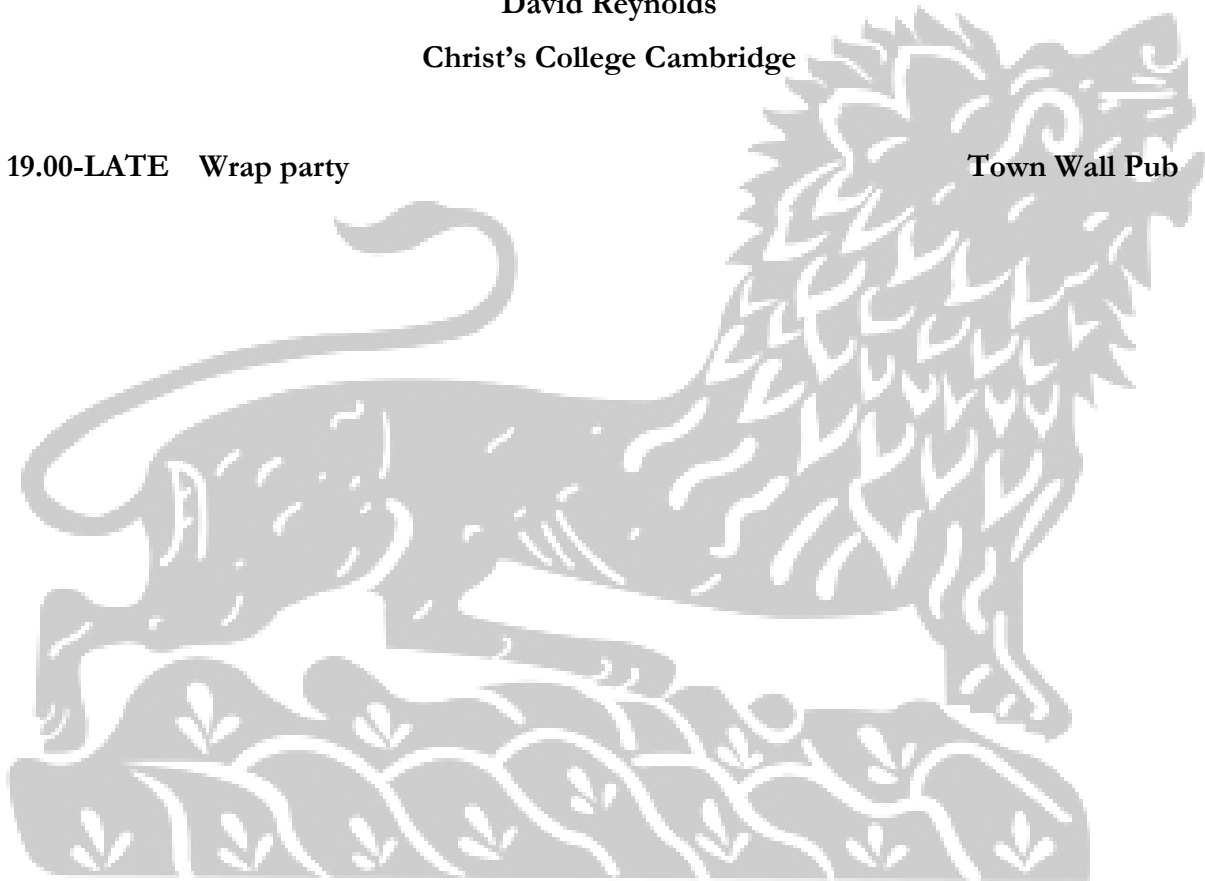 David Reynolds
Christ's College Cambridge
19.00-LATE Wrap party Town Wall Pub